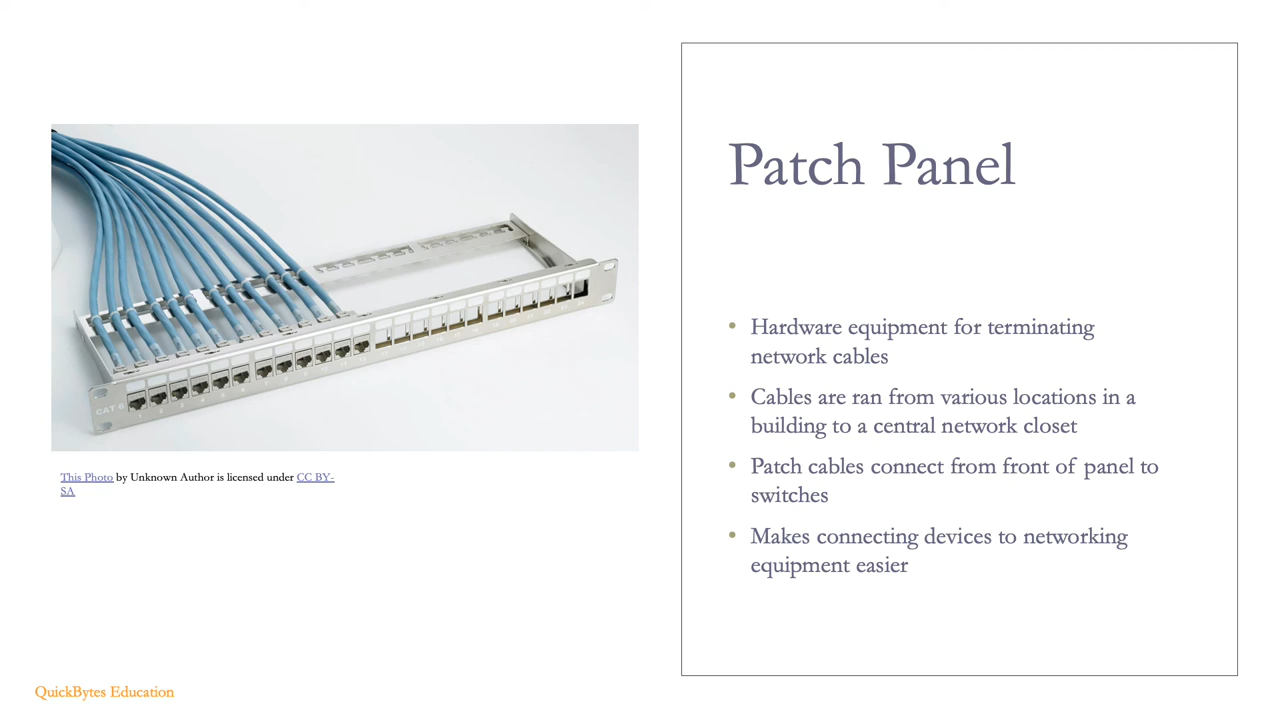 Patch Panel
• Hardware equipment for terminating
network cables
• Cables are ran from various locations in a
building to a central network closet
• Patch cables connect from front of panel to
switches
• Makes connecting devices to networking
equipment easier
CAT 6
This Photo by Unknown Author is licensed under CC BY-
SA
QuickBytes Education